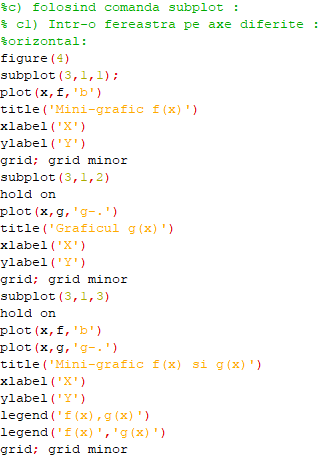 %c) folosind comanda subplot :
% c1) Intr-o fereastra pe axe diferite :
%orizontal:
figure(4)
subplot(3,1,1);
plot(x,f,'b')
title('Mini-grafic f(x)')
xlabel('X')
ylabel('Y')
grid; grid minor
subplot(3,1,2)
hold on
plot(x,g,'g-.')
title('Graficul g(x)')
xlabel('X')
ylabel('Y')
grid; grid minor
subplot(3,1,3)
hold on
plot(x,f,'b')
plot(x,g,'g-.')
title('Mini-grafic f(x) si g(x)')
xlabel('X')
ylabel('Y')
legend('f(x),g(x)')
legend('f(x)','g(x)')
grid; grid minor